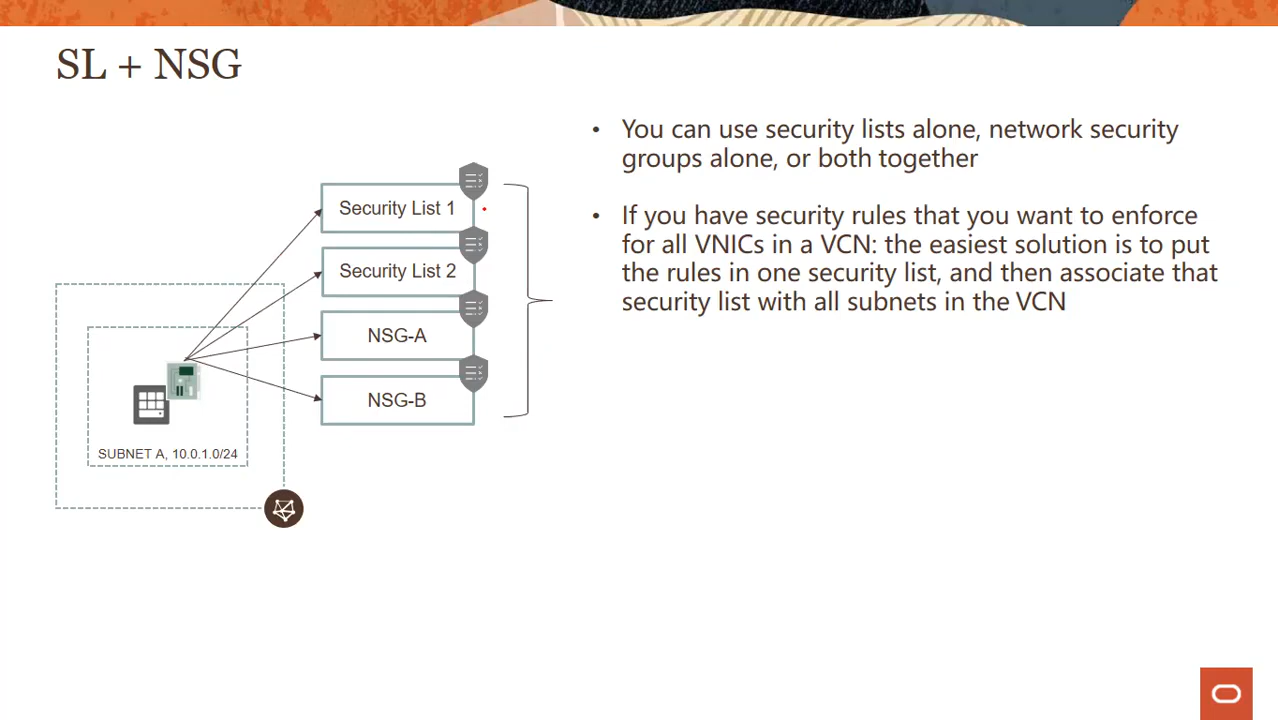 SL + NSG
Security List 1
Security List 2
NSG-A
NSG-B
SUBNET A, 10.0.1.0/24
• You can use security lists alone, network security
groups alone, or both together
• If you have security rules that you want to enforce
for all VNICs in a VCN: the easiest solution is to put
the rules in one security list, and then associate that
security list with all subnets in the VCN